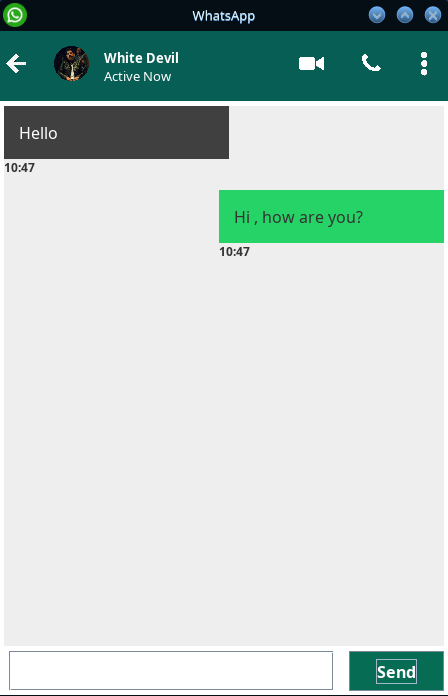 WhatsApp
White Devil
Active Now
Hello
10:47
Hi , how are you?
10:47
Send